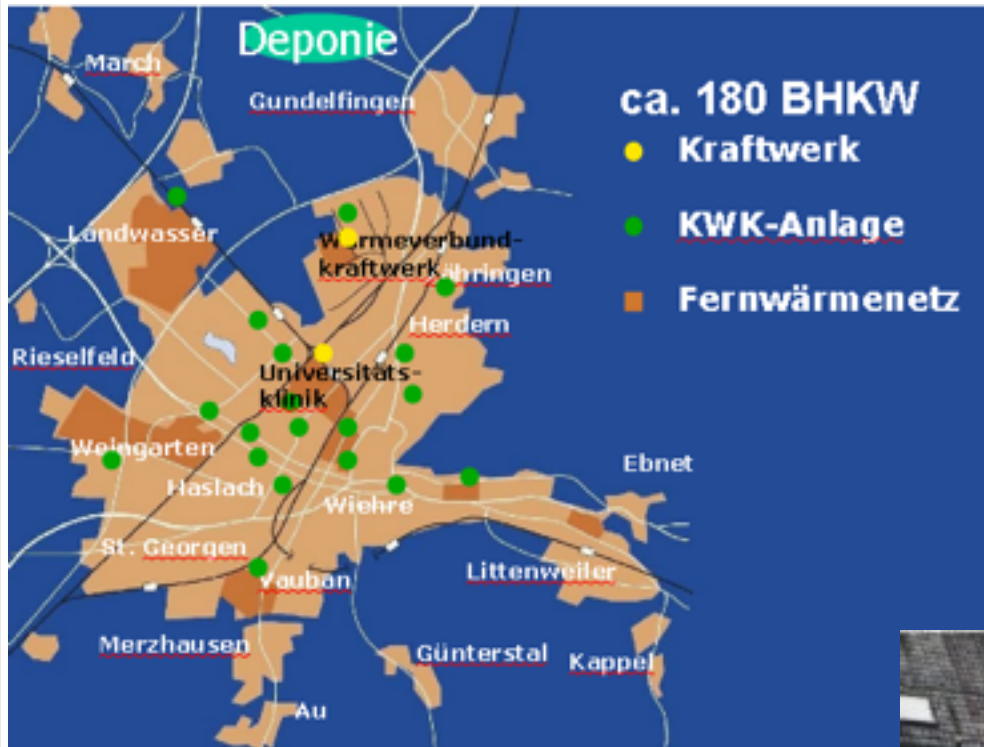 Deponie
March
Gundelfingen
ca. 180 BHKW
Kraftwerk
KWK-Anlage
Fernwärmenetz
Landwasser
Wärmeverbund-
kraftwerk
Zähringen
Herdern
Rieselfeld
Universitäts-
klinik
Weingarten
Haslach
Wiehre
Ebnet
St. Georgen
Vauban
Littenweiler
Merzhausen
Günterstal
Kappel
Au